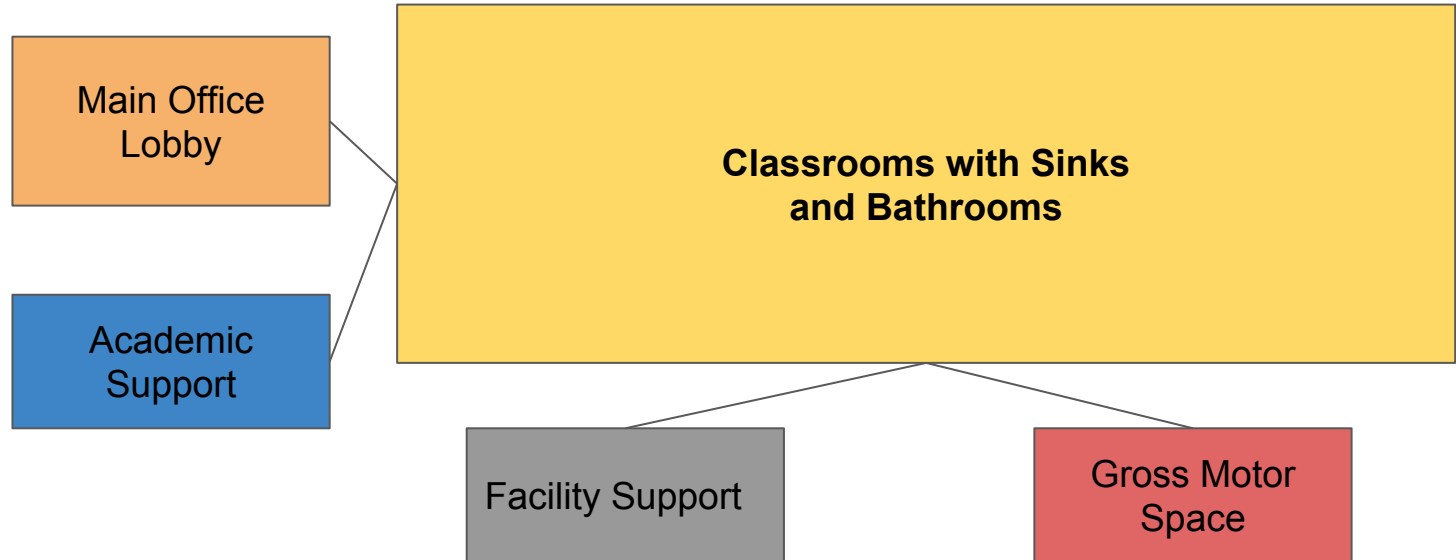 Main Office
Lobby
Classrooms with Sinks
and Bathrooms
Academic
Support
Facility Support
Gross Motor
Space